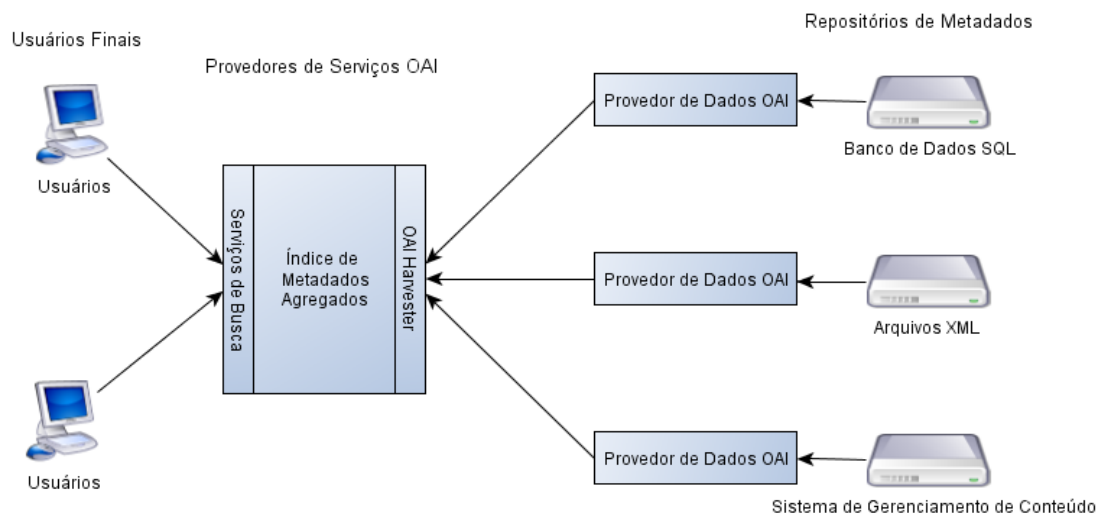 Usuários Finais
Provedores de Serviços OAI
Repositórios de Metadados
Usuários
Usuários
Serviços de Busca
Índice de
Metadados
Agregados
OAI Harvester
Provedor de Dados OAI
Banco de Dados SQL
Provedor de Dados OAI
Arquivos XML
Provedor de Dados OAI
Sistema de Gerenciamento de Conteúdo